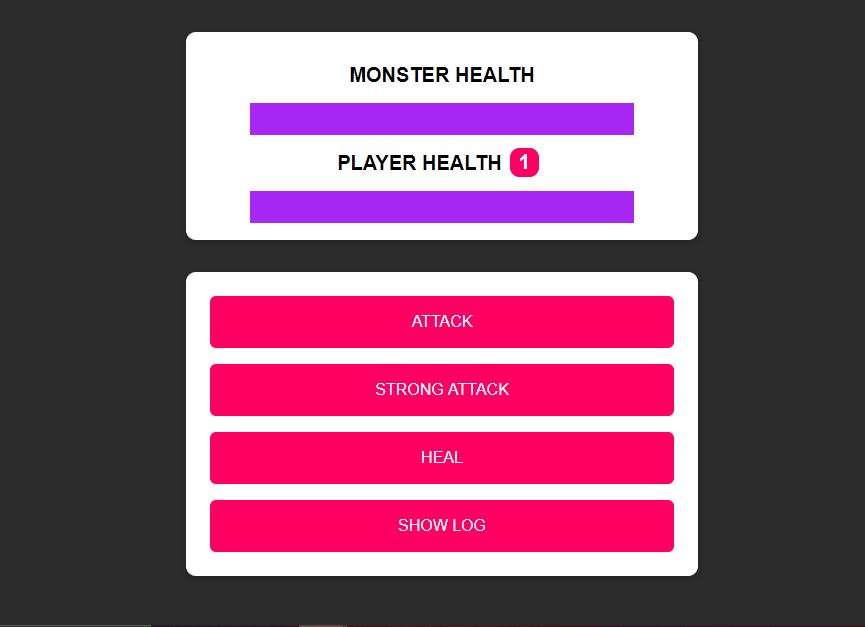 MONSTER HEALTH
PLAYER HEALTH 1
ATTACK
STRONG ATTACK
HEAL
SHOW LOG